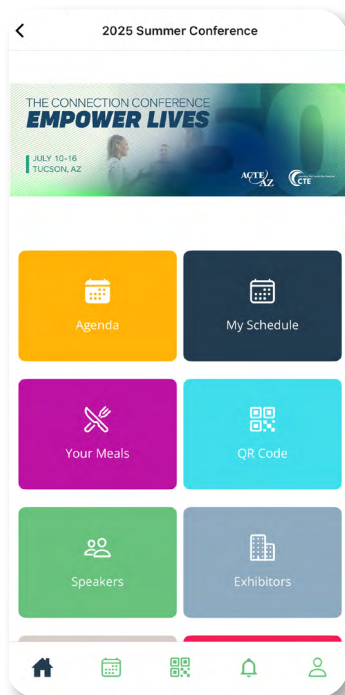 2025 Summer Conference
THE CONNECTION CONFERENCE
EMPOWER LIVES
JULY 10-16
TUCSON, AZ
ACTE
AZ
CTE
Agenda
My Schedule
Your Meals
QR Code
Speakers
Exhibitors